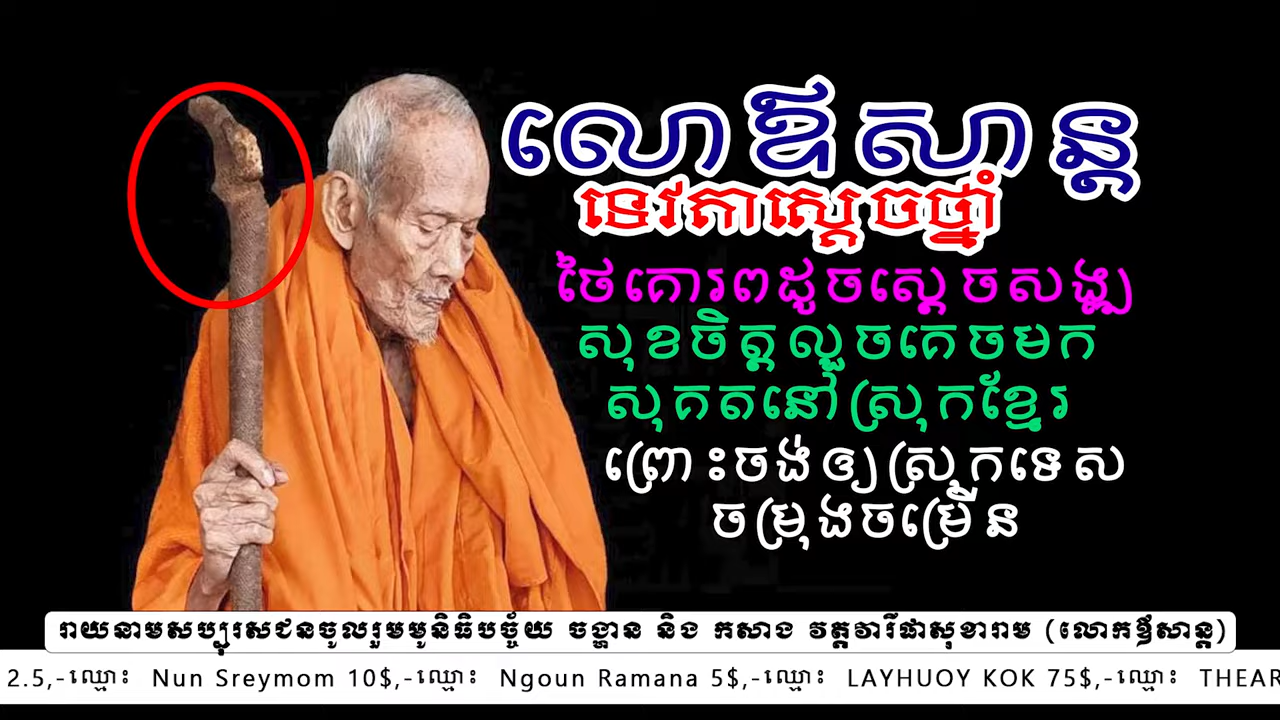 លោឪសាន្ត
ទេវតាស្តេចថ្នាំ
ថៃគោរពដូចស្តេចសង្ឃ
សុខចិត្តលួចគេចមក
សុគតនៅស្រុកខ្មែរ
ព្រោះចង់ឲ្យស្រុកទេស
ចម្រុងចម្រើន
រាយនាមសប្បុរសជនចូលរួមមូនិធិបច្ច័យ ចង្ហាន និង កសាង វត្តវារីផាសុខារាម (លោកឪសាន្ត)
2.5,-ឈ្មោះ Nun Sreymom 10$,-ឈ្មោះ Ngoun Ramana 5$,-ឈ្មោះ LAYHUOY KOK 75$,-ឈ្មោះ THEAR